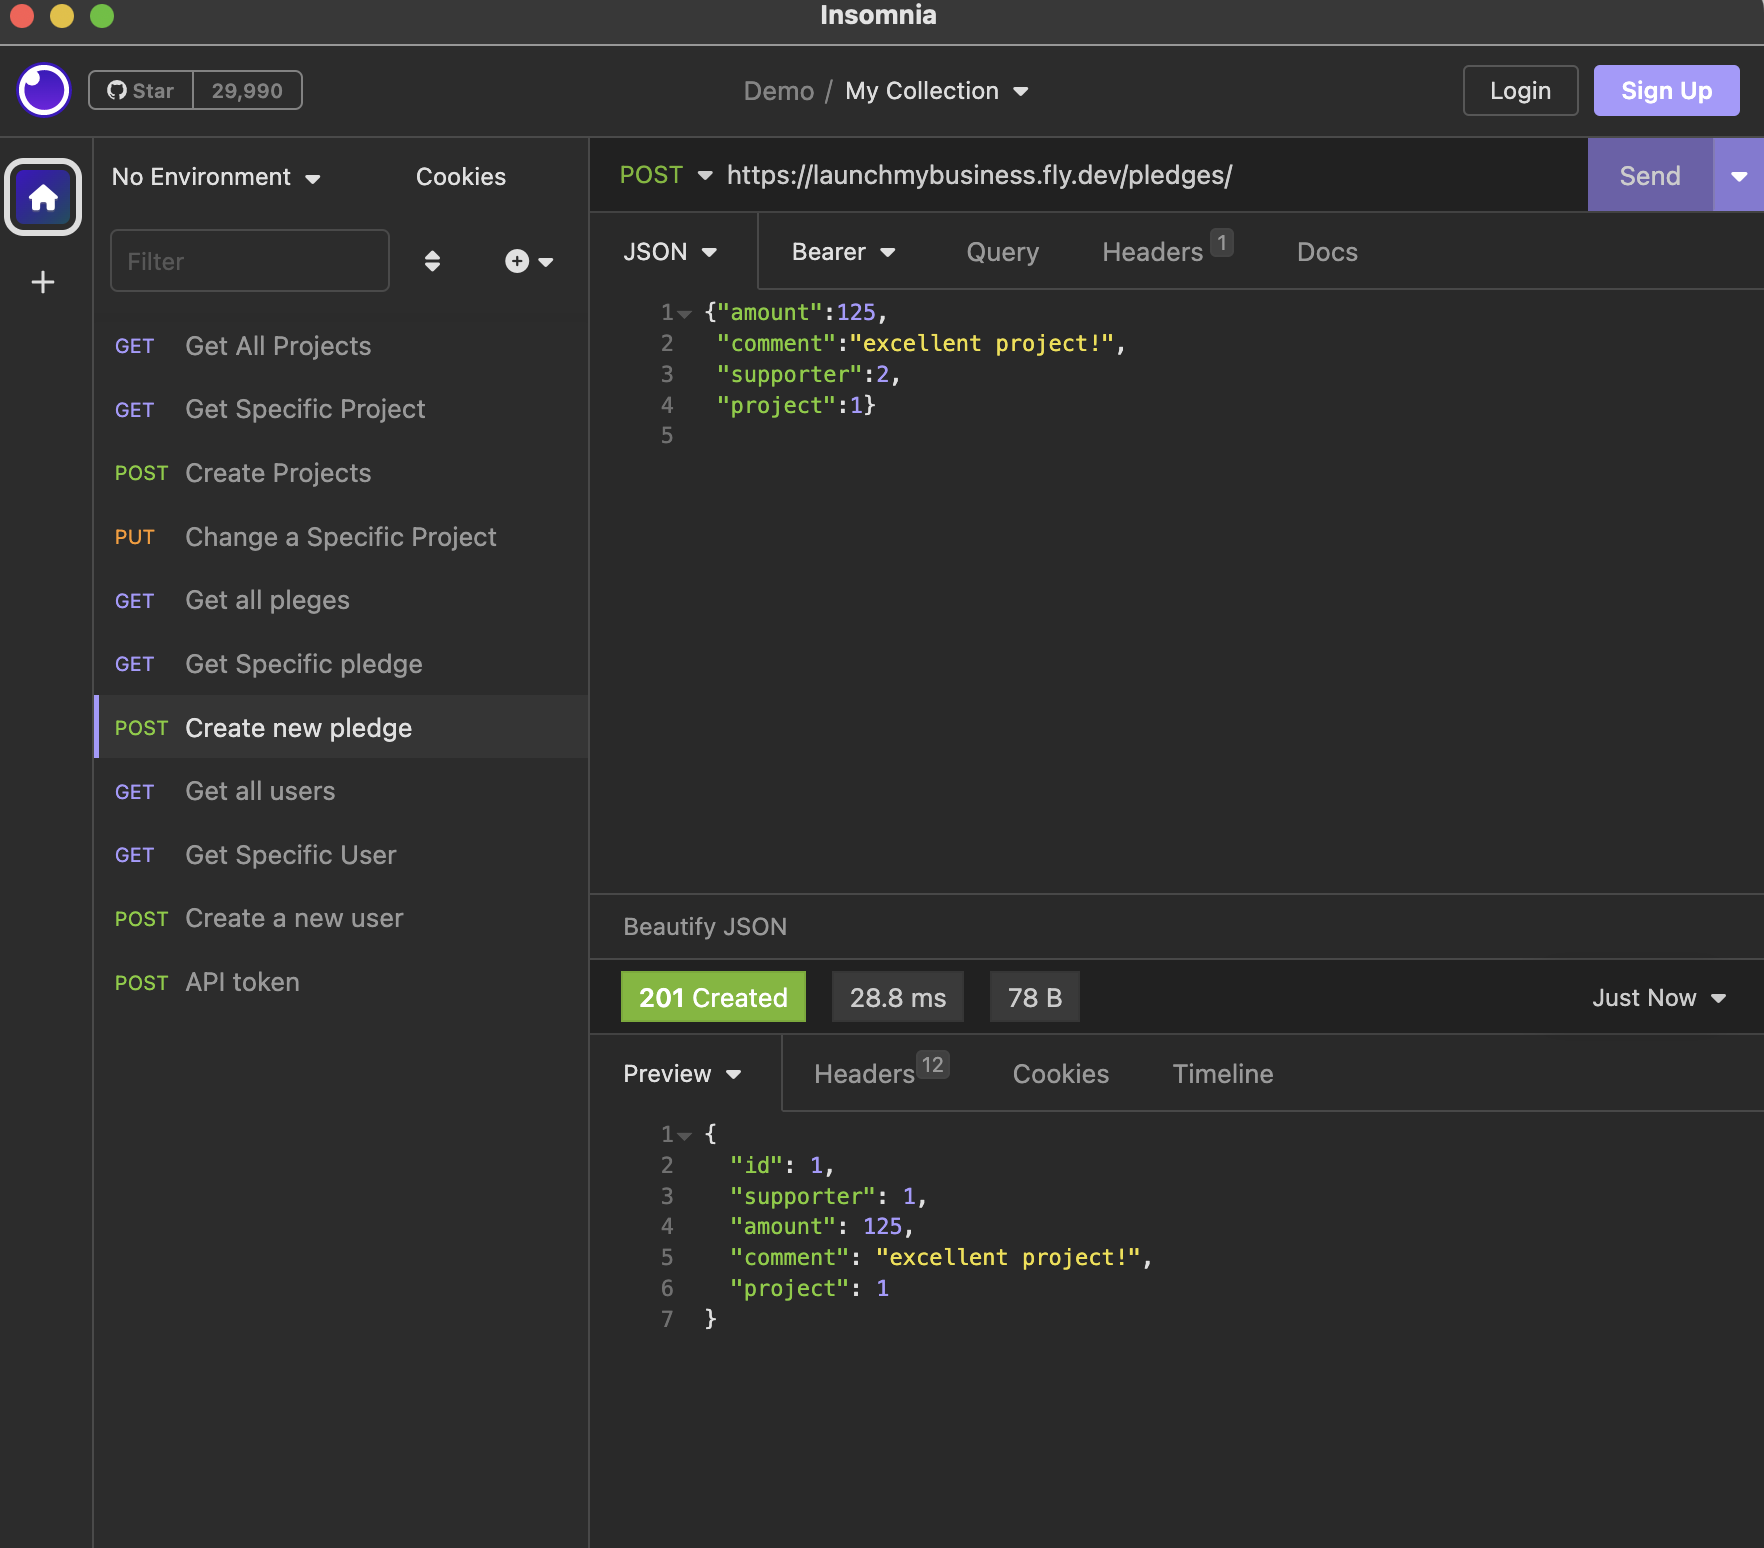 Insomnia
Star 29,990
Demo / My Collection
Login
Sign Up
No Environment
Cookies
Filter
GET Get All Projects
GET Get Specific Project
POST Create Projects
PUT Change a Specific Project
GET Get all pleges
GET Get Specific pledge
POST Create new pledge
GET Get all users
GET Get Specific User
POST Create a new user
POST API token
POST https://launchmybusiness.fly.dev/pledges/
Send
JSON Bearer Query Headers 1 Docs
1 {"amount":125,
2 "comment":"excellent project!",
3 "supporter":2,
4 "project":1}
5
Beautify JSON
201 Created 28.8 ms 78 B Just Now
Preview Headers 12 Cookies Timeline
1 {
2 "id": 1,
3 "supporter": 1,
4 "amount": 125,
5 "comment": "excellent project!",
6 "project": 1
7 }